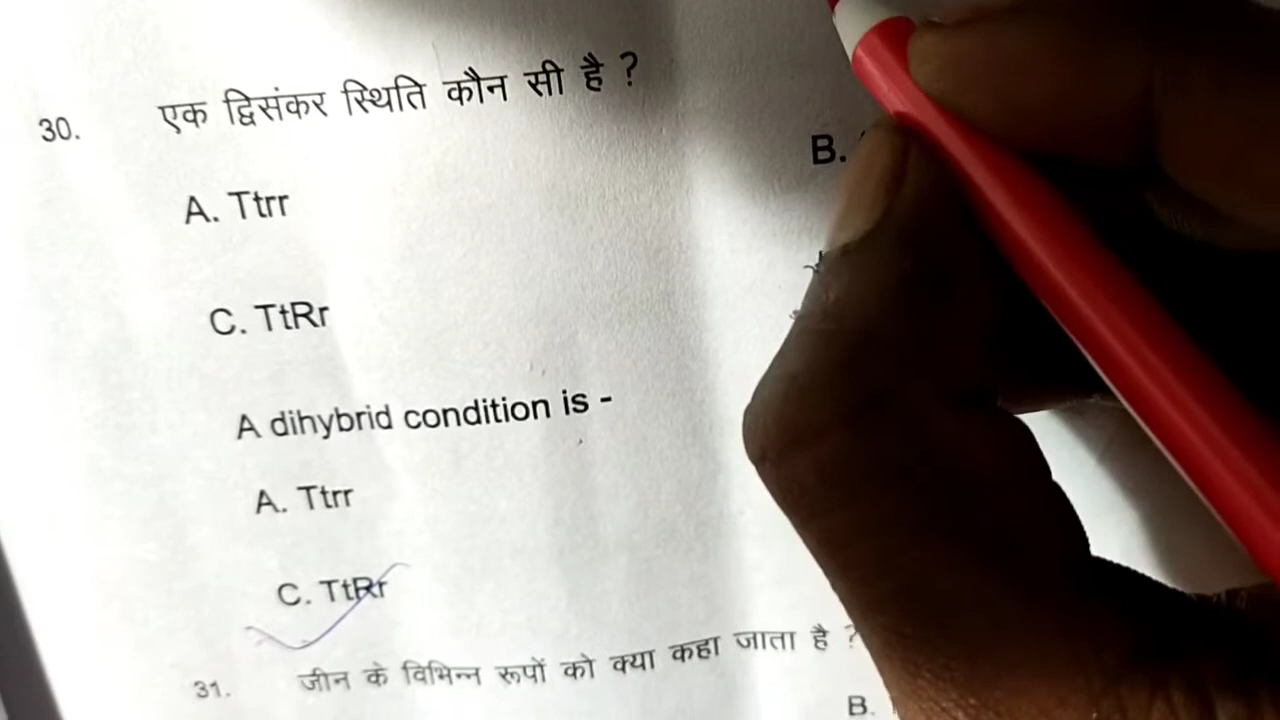 30. एक द्विसंकर स्थिति कौन सी है ?
A. Ttrr B.
C. TtRr
A dihybrid condition is -
A. Ttrr
C. TtRr
31. जीन के विभिन्न रूपों को क्या कहा जाता है ?
B.